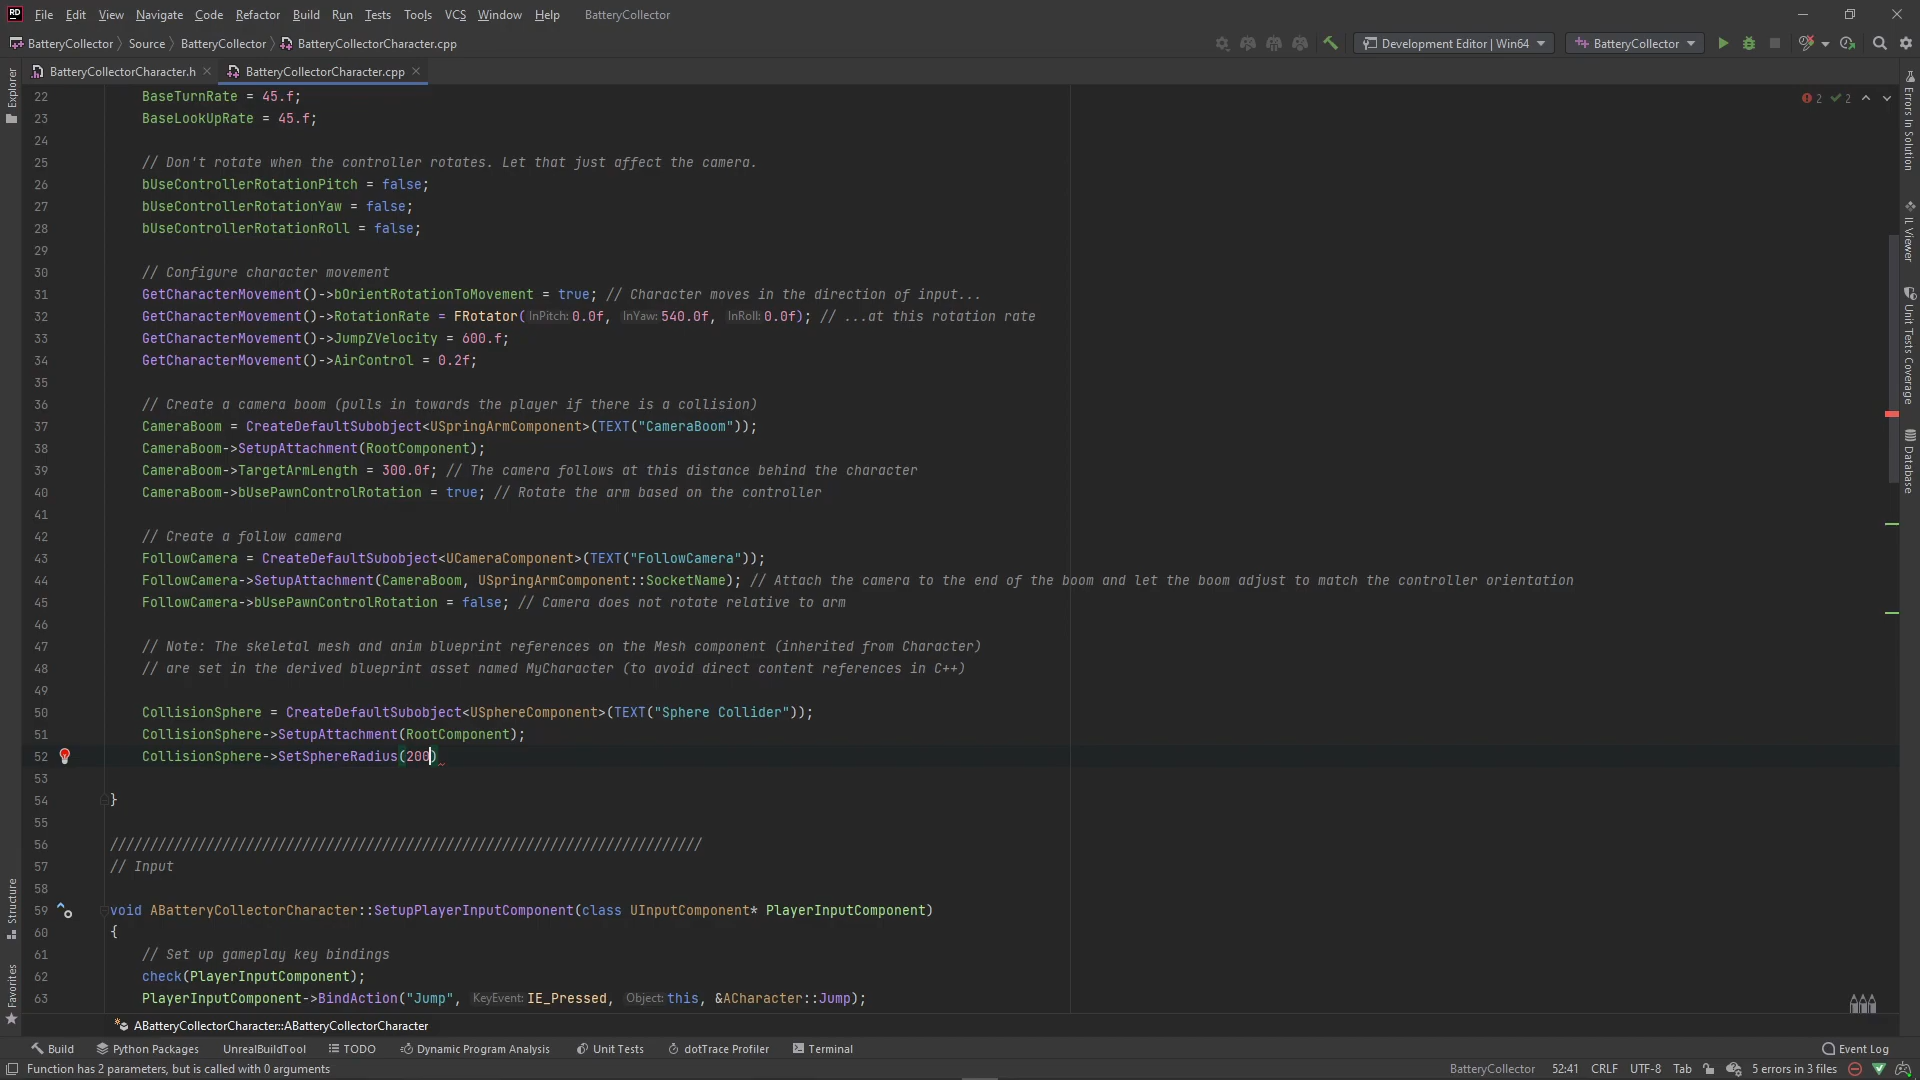 File Edit View Navigate Code Refactor Build Run Tests Tools VCS Window Help BatteryCollector
BatteryCollector Source BatteryCollector BatteryCollectorCharacter.cpp Development Editor | Win64 BatteryCollector
BatteryCollectorCharacter.h BatteryCollectorCharacter.cpp
22 BaseTurnRate = 45.f;
23 BaseLookUpRate = 45.f;
24
25 // Don't rotate when the controller rotates. Let that just affect the camera.
26 bUseControllerRotationPitch = false;
27 bUseControllerRotationYaw = false;
28 bUseControllerRotationRoll = false;
29
30 // Configure character movement
31 GetCharacterMovement()->bOrientRotationToMovement = true; // Character moves in the direction of input...
32 GetCharacterMovement()->RotationRate = FRotator(InPitch: 0.0f, InYaw: 540.0f, InRoll: 0.0f); // ...at this rotation rate
33 GetCharacterMovement()->JumpZVelocity = 600.f;
34 GetCharacterMovement()->AirControl = 0.2f;
35
36 // Create a camera boom (pulls in towards the player if there is a collision)
37 CameraBoom = CreateDefaultSubobject<USpringArmComponent>(TEXT("CameraBoom"));
38 CameraBoom->SetupAttachment(RootComponent);
39 CameraBoom->TargetArmLength = 300.0f; // The camera follows at this distance behind the character
40 CameraBoom->bUsePawnControlRotation = true; // Rotate the arm based on the controller
41
42 // Create a follow camera
43 FollowCamera = CreateDefaultSubobject<UCameraComponent>(TEXT("FollowCamera"));
44 FollowCamera->SetupAttachment(CameraBoom, USpringArmComponent::SocketName); // Attach the camera to the end of the boom and let the boom adjust to match the controller orientation
45 FollowCamera->bUsePawnControlRotation = false; // Camera does not rotate relative to arm
46
47 // Note: The skeletal mesh and anim blueprint references on the Mesh component (inherited from Character)
48 // are set in the derived blueprint asset named MyCharacter (to avoid direct content references in C++)
49
50 CollisionSphere = CreateDefaultSubobject<USphereComponent>(TEXT("Sphere Collider"));
51 CollisionSphere->SetupAttachment(RootComponent);
52 CollisionSphere->SetSphereRadius(200)
53
54 }
55
56 //////////////////////////////////////////////////////////////////////////
57 // Input
58
59 void ABatteryCollectorCharacter::SetupPlayerInputComponent(class UInputComponent* PlayerInputComponent)
60 {
61 // Set up gameplay key bindings
62 check(PlayerInputComponent);
63 PlayerInputComponent->BindAction("Jump", KeyEvent: IE_Pressed, Object: this, &ACharacter::Jump);
2 2
Explorer
Structure
Favorites
Errors In Solution
IL Viewer
Unit Tests Coverage
Database
ABatteryCollectorCharacter::ABatteryCollectorCharacter
Build Python Packages UnrealBuildTool TODO Dynamic Program Analysis Unit Tests dotTrace Profiler Terminal Event Log
Function has 2 parameters, but is called with 0 arguments BatteryCollector 52:41 CRLF UTF-8 Tab 5 errors in 3 files